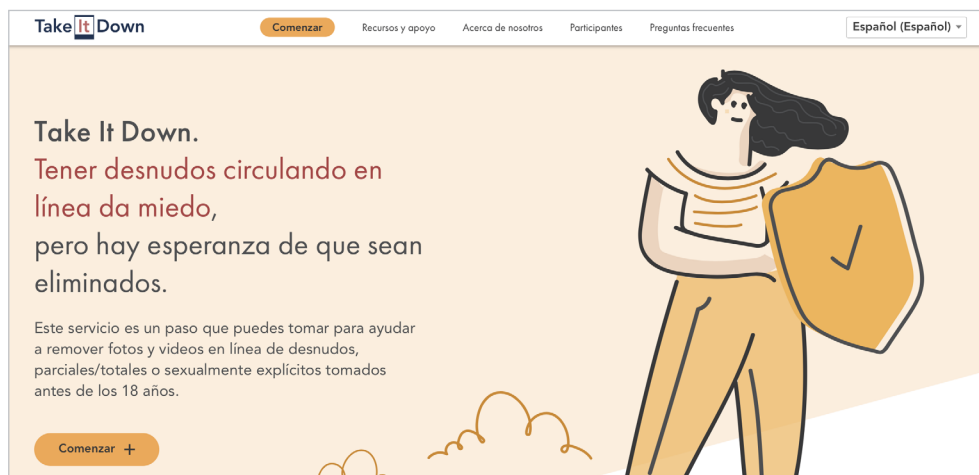 Take It Down
Comenzar
Recursos y apoyo
Acerca de nosotros
Participantes
Preguntas frecuentes
Español (Español)
Take It Down.
Tener desnudos circulando en
línea da miedo,
pero hay esperanza de que sean
eliminados.
Este servicio es un paso que puedes tomar para ayudar
a remover fotos y videos en línea de desnudos,
parciales/totales o sexualmente explícitos tomados
antes de los 18 años.
Comenzar +